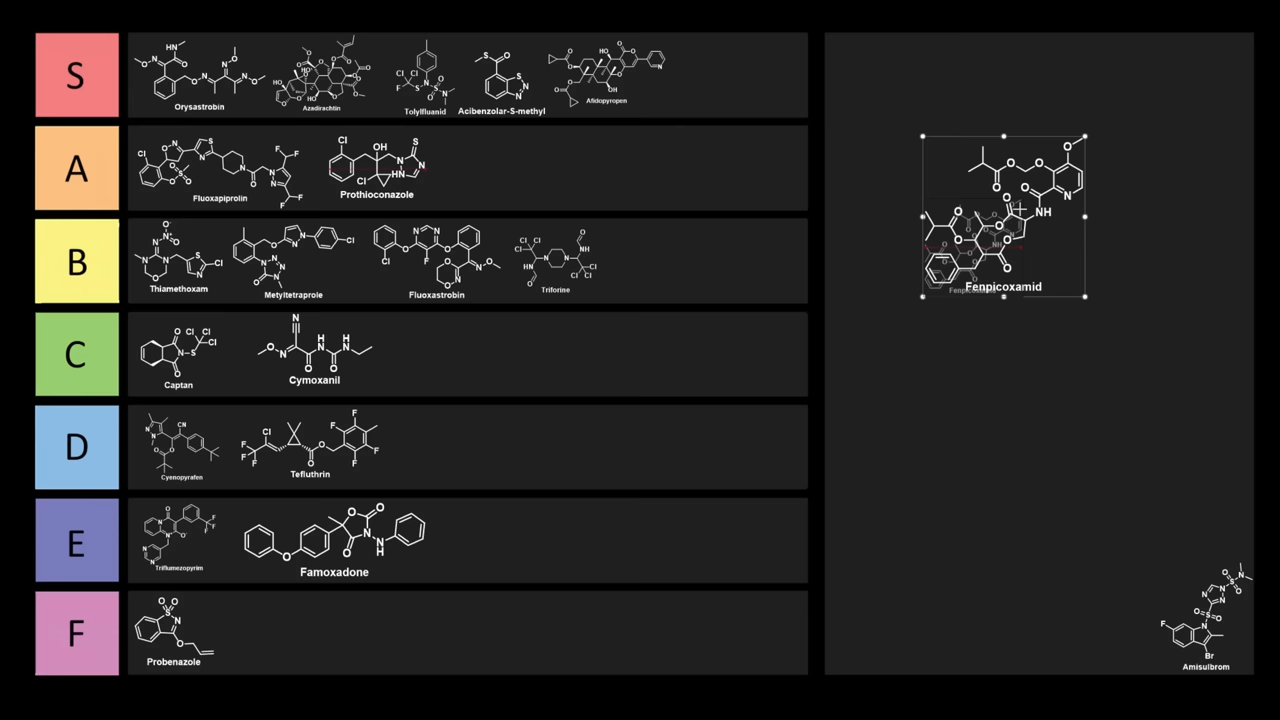 S
Orysastrobin
Azadirachtin
Tolylfluanid
Acibenzolar-S-methyl
Afidopyropen
A
Fluoxapiprolin
Prothioconazole
B
Thiamethoxam
Metyltetraprole
Fluoxastrobin
Triforine
C
Captan
Cymoxanil
D
Cyenopyrafen
Tefluthrin
E
Triflumezopyrim
Famoxadone
F
Probenazole
Fenpicoxamid
Amisulbrom